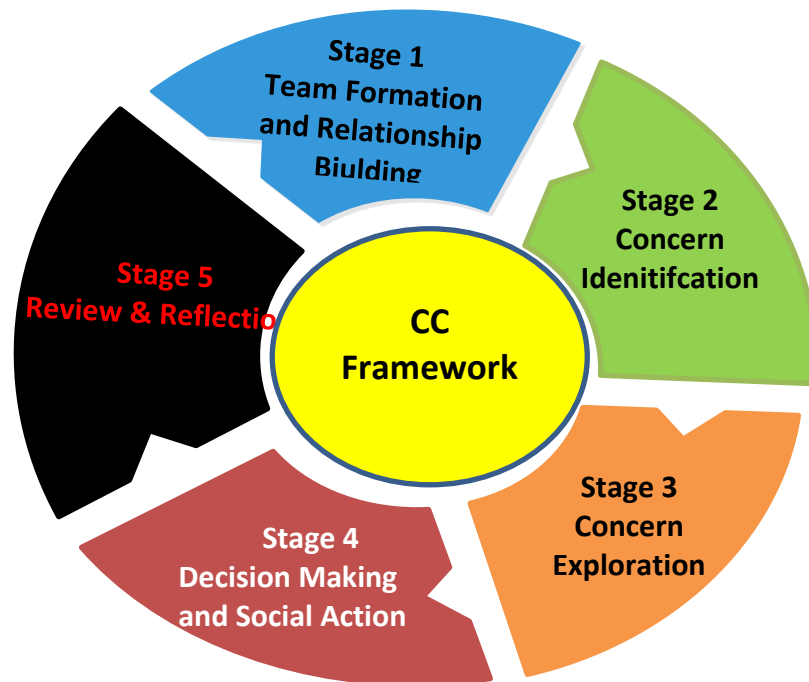 Stage 1
Team Formation
and Relationship
Biulding
Stage 2
Concern
Idenitifcation
Stage 3
Concern
Exploration
Stage 4
Decision Making
and Social Action
Stage 5
Review & Reflectio
CC
Framework